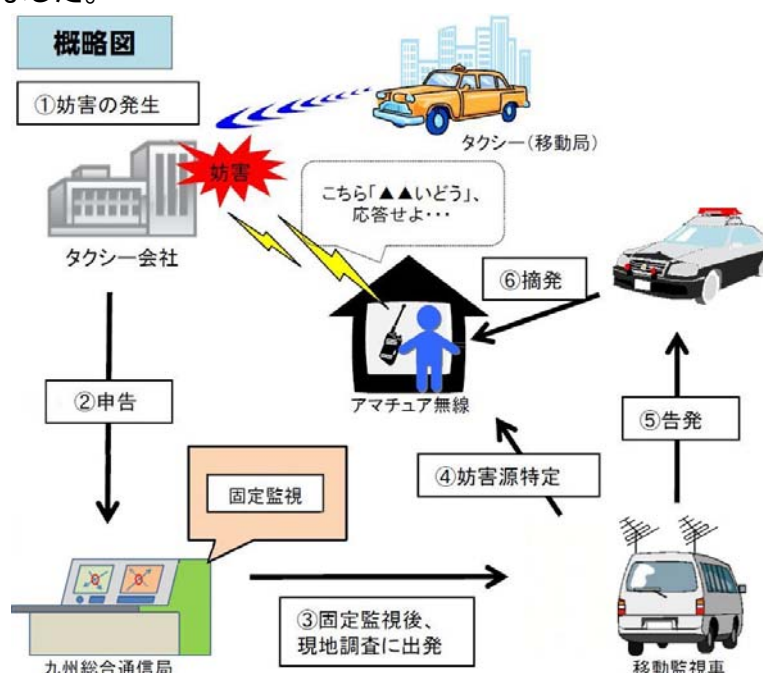 ました。
概略図
①妨害の発生
タクシー(移動局)
妨害
こちら「▲▲いどう」、
応答せよ・・・
タクシー会社
⑥摘発
アマチュア無線
②申告
⑤告発
④妨害源特定
固定監視
③固定監視後、
現地調査に出発
九州総合通信局
移動監視車